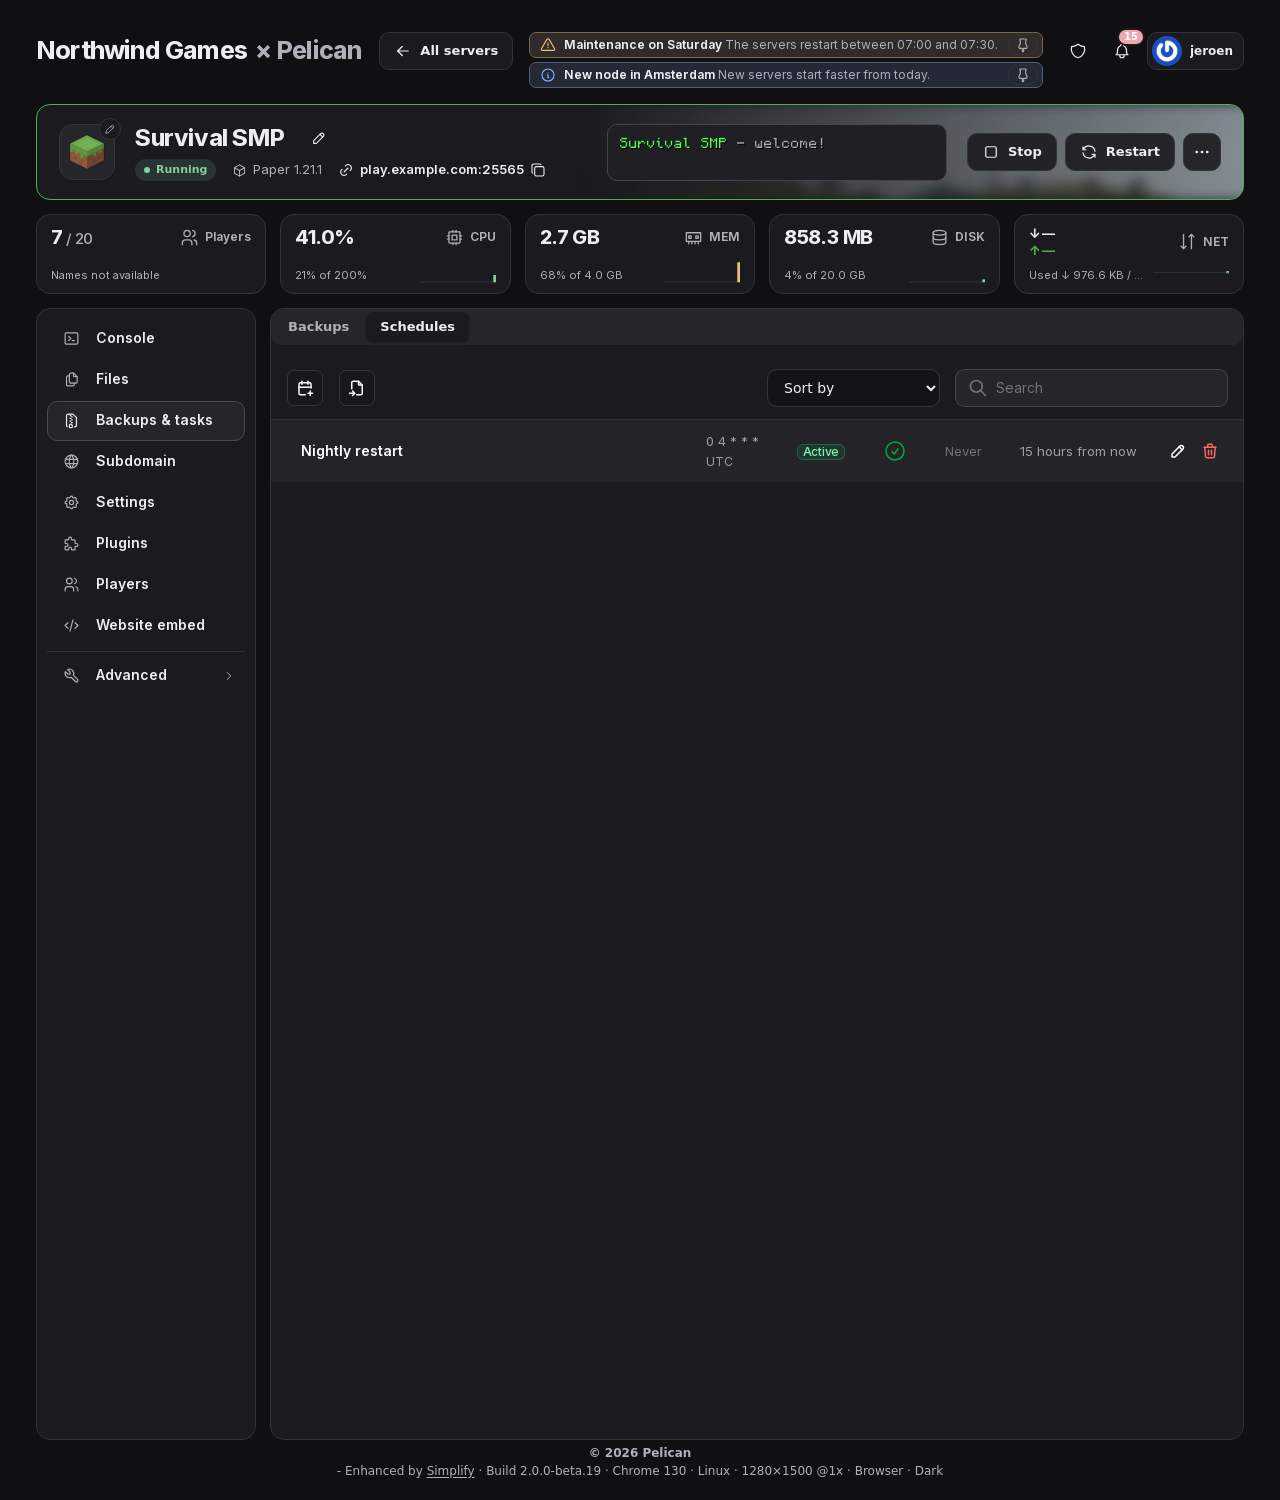 Northwind Games × Pelican
All servers
Maintenance on Saturday The servers restart between 07:00 and 07:30.
New node in Amsterdam New servers start faster from today.
15
jeroen
Survival SMP
Running
Paper 1.21.1
play.example.com:25565
Survival SMP - welcome!
Stop
Restart
7 / 20
Players
Names not available
41.0%
CPU
21% of 200%
2.7 GB
MEM
68% of 4.0 GB
858.3 MB
DISK
4% of 20.0 GB
↓—
↑—
NET
Used ↓ 976.6 KB / ...
Console
Files
Backups & tasks
Subdomain
Settings
Plugins
Players
Website embed
Advanced
Backups
Schedules
Sort by
Search
Nightly restart
0 4 * * *
UTC
Active
Never
15 hours from now
© 2026 Pelican
- Enhanced by Simplify · Build 2.0.0-beta.19 · Chrome 130 · Linux · 1280×1500 @1x · Browser · Dark